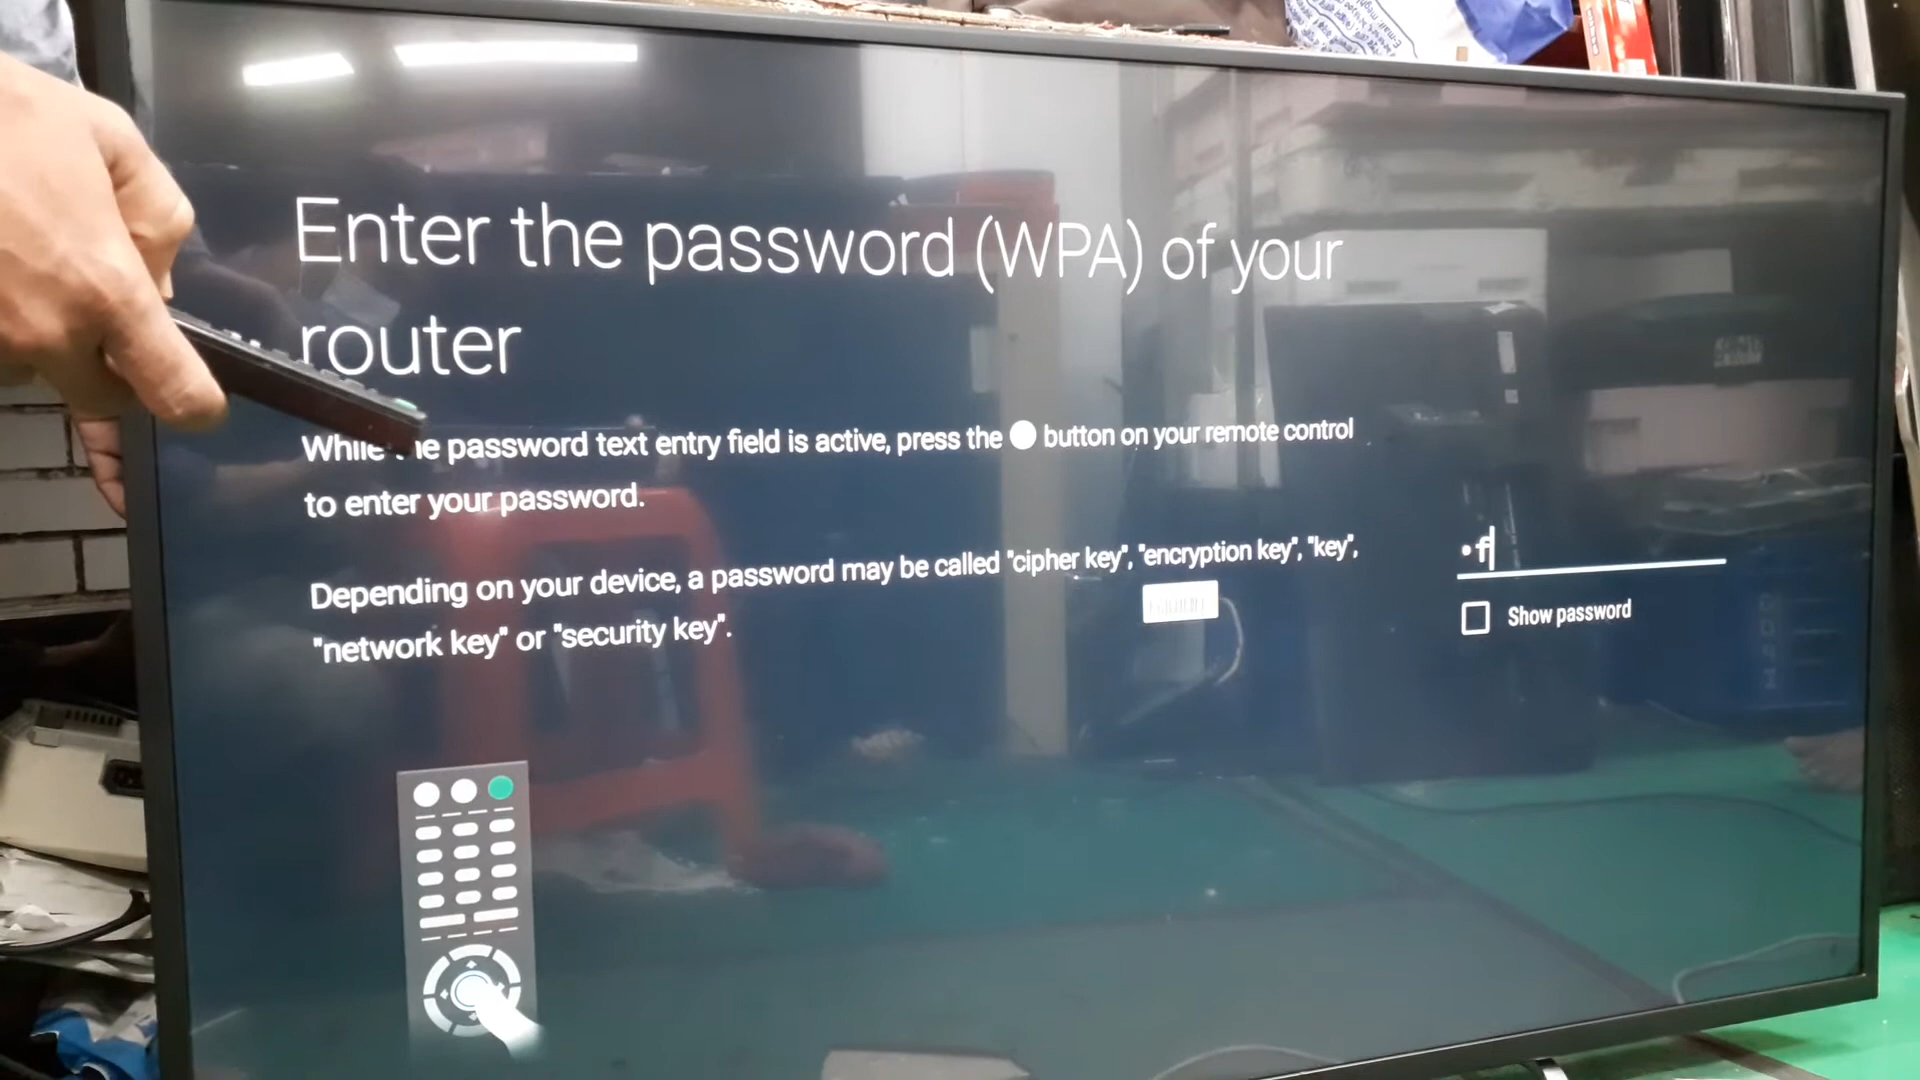 Enter the password (WPA) of your
router
While the password text entry field is active, press the button on your remote control
to enter your password.
Depending on your device, a password may be called "cipher key", "encryption key", "key",
"network key" or "security key".
•f
Show password